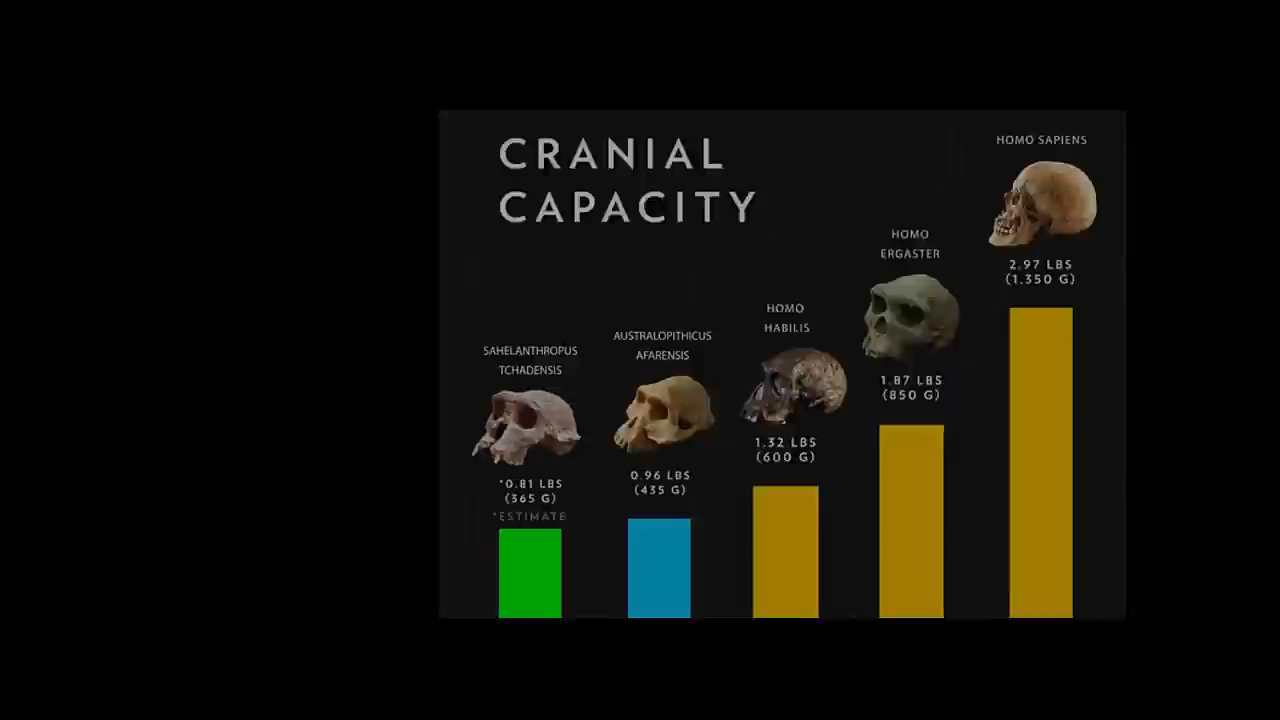 CRANIAL
CAPACITY
SAHELANTHROPUS
TCHADENSIS
*0.81 LBS
(365 G)
*ESTIMATE
AUSTRALOPITHICUS
AFARENSIS
0.96 LBS
(435 G)
HOMO
HABILIS
1.32 LBS
(600 G)
HOMO
ERGASTER
1.87 LBS
(850 G)
HOMO SAPIENS
2.97 LBS
(1.350 G)